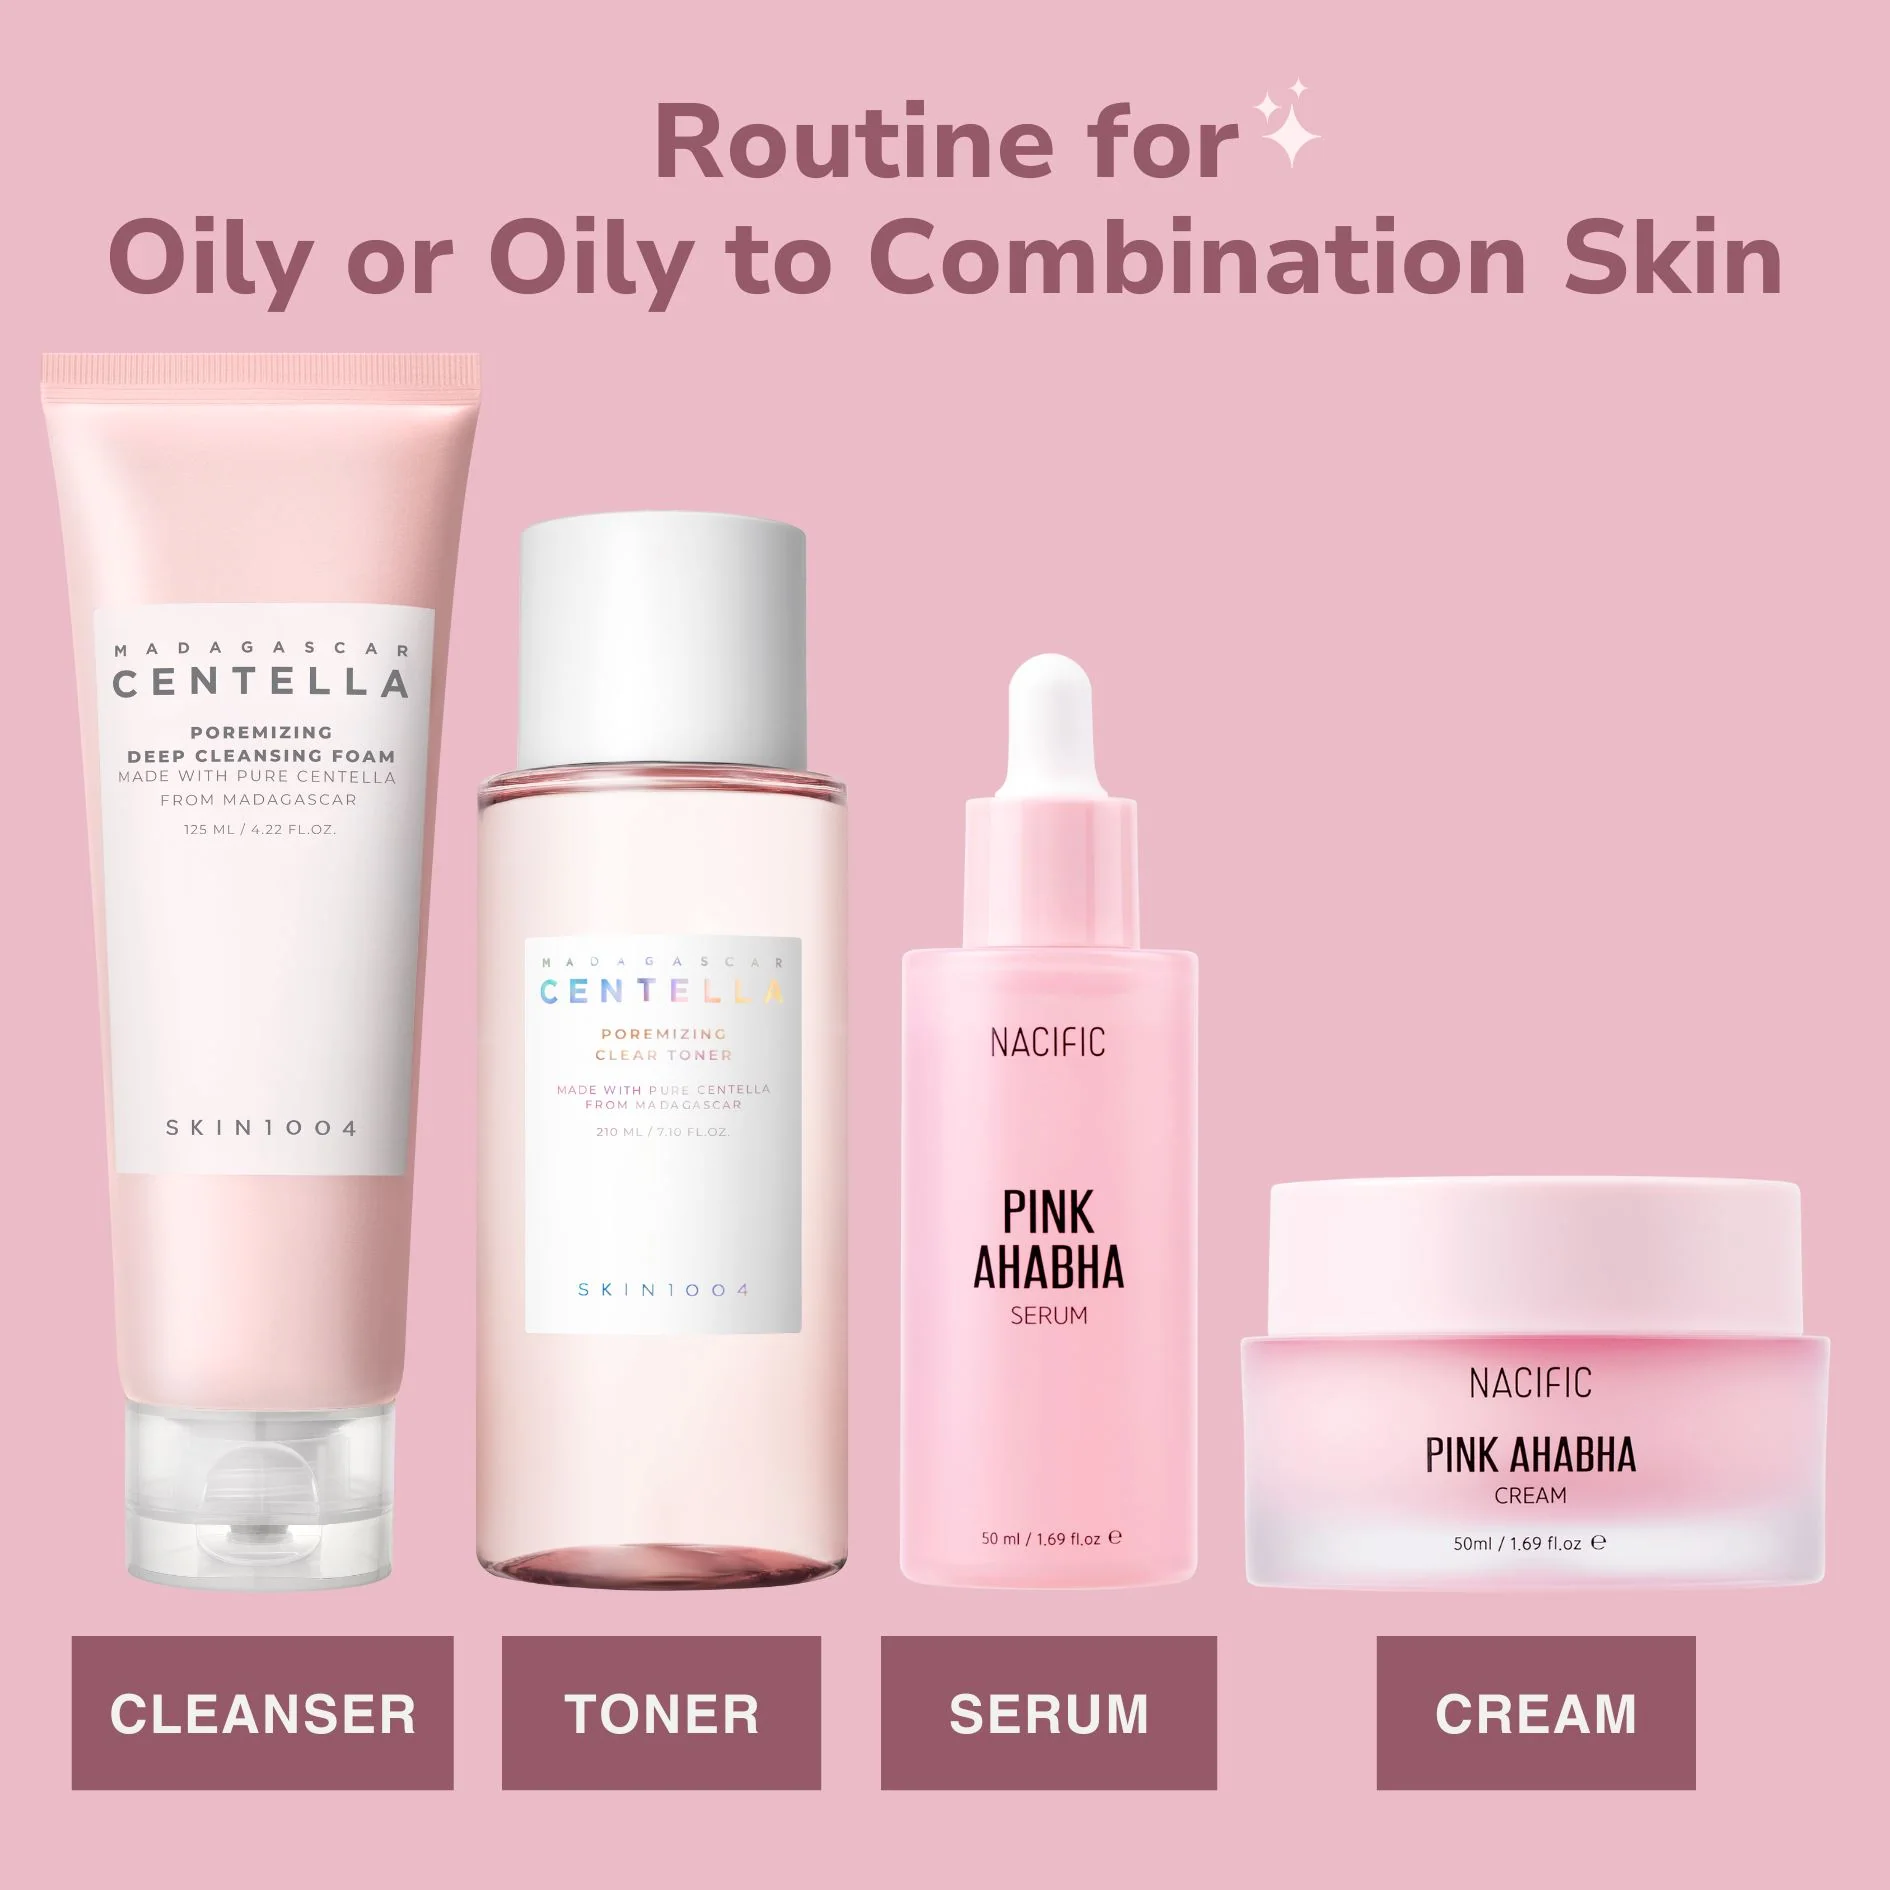 Routine for
Oily or Oily to Combination Skin
MADAGASCAR
CENTELLA
POREMIZING
DEEP CLEANSING FOAM
MADE WITH PURE CENTELLA
FROM MADAGASCAR
125 ML / 4.22 FL.OZ.
SKIN1004
MADAGASCAR
CENTELLA
POREMIZING
CLEAR TONER
MADE WITH PURE CENTELLA
FROM MADAGASCAR
210 ML / 7.10 FL.OZ.
SKIN1004
NACIFIC
PINK
AHABHA
SERUM
50 ml / 1.69 fl.oz ℮
NACIFIC
PINK AHABHA
CREAM
50ml / 1.69 fl.oz ℮
CLEANSER
TONER
SERUM
CREAM